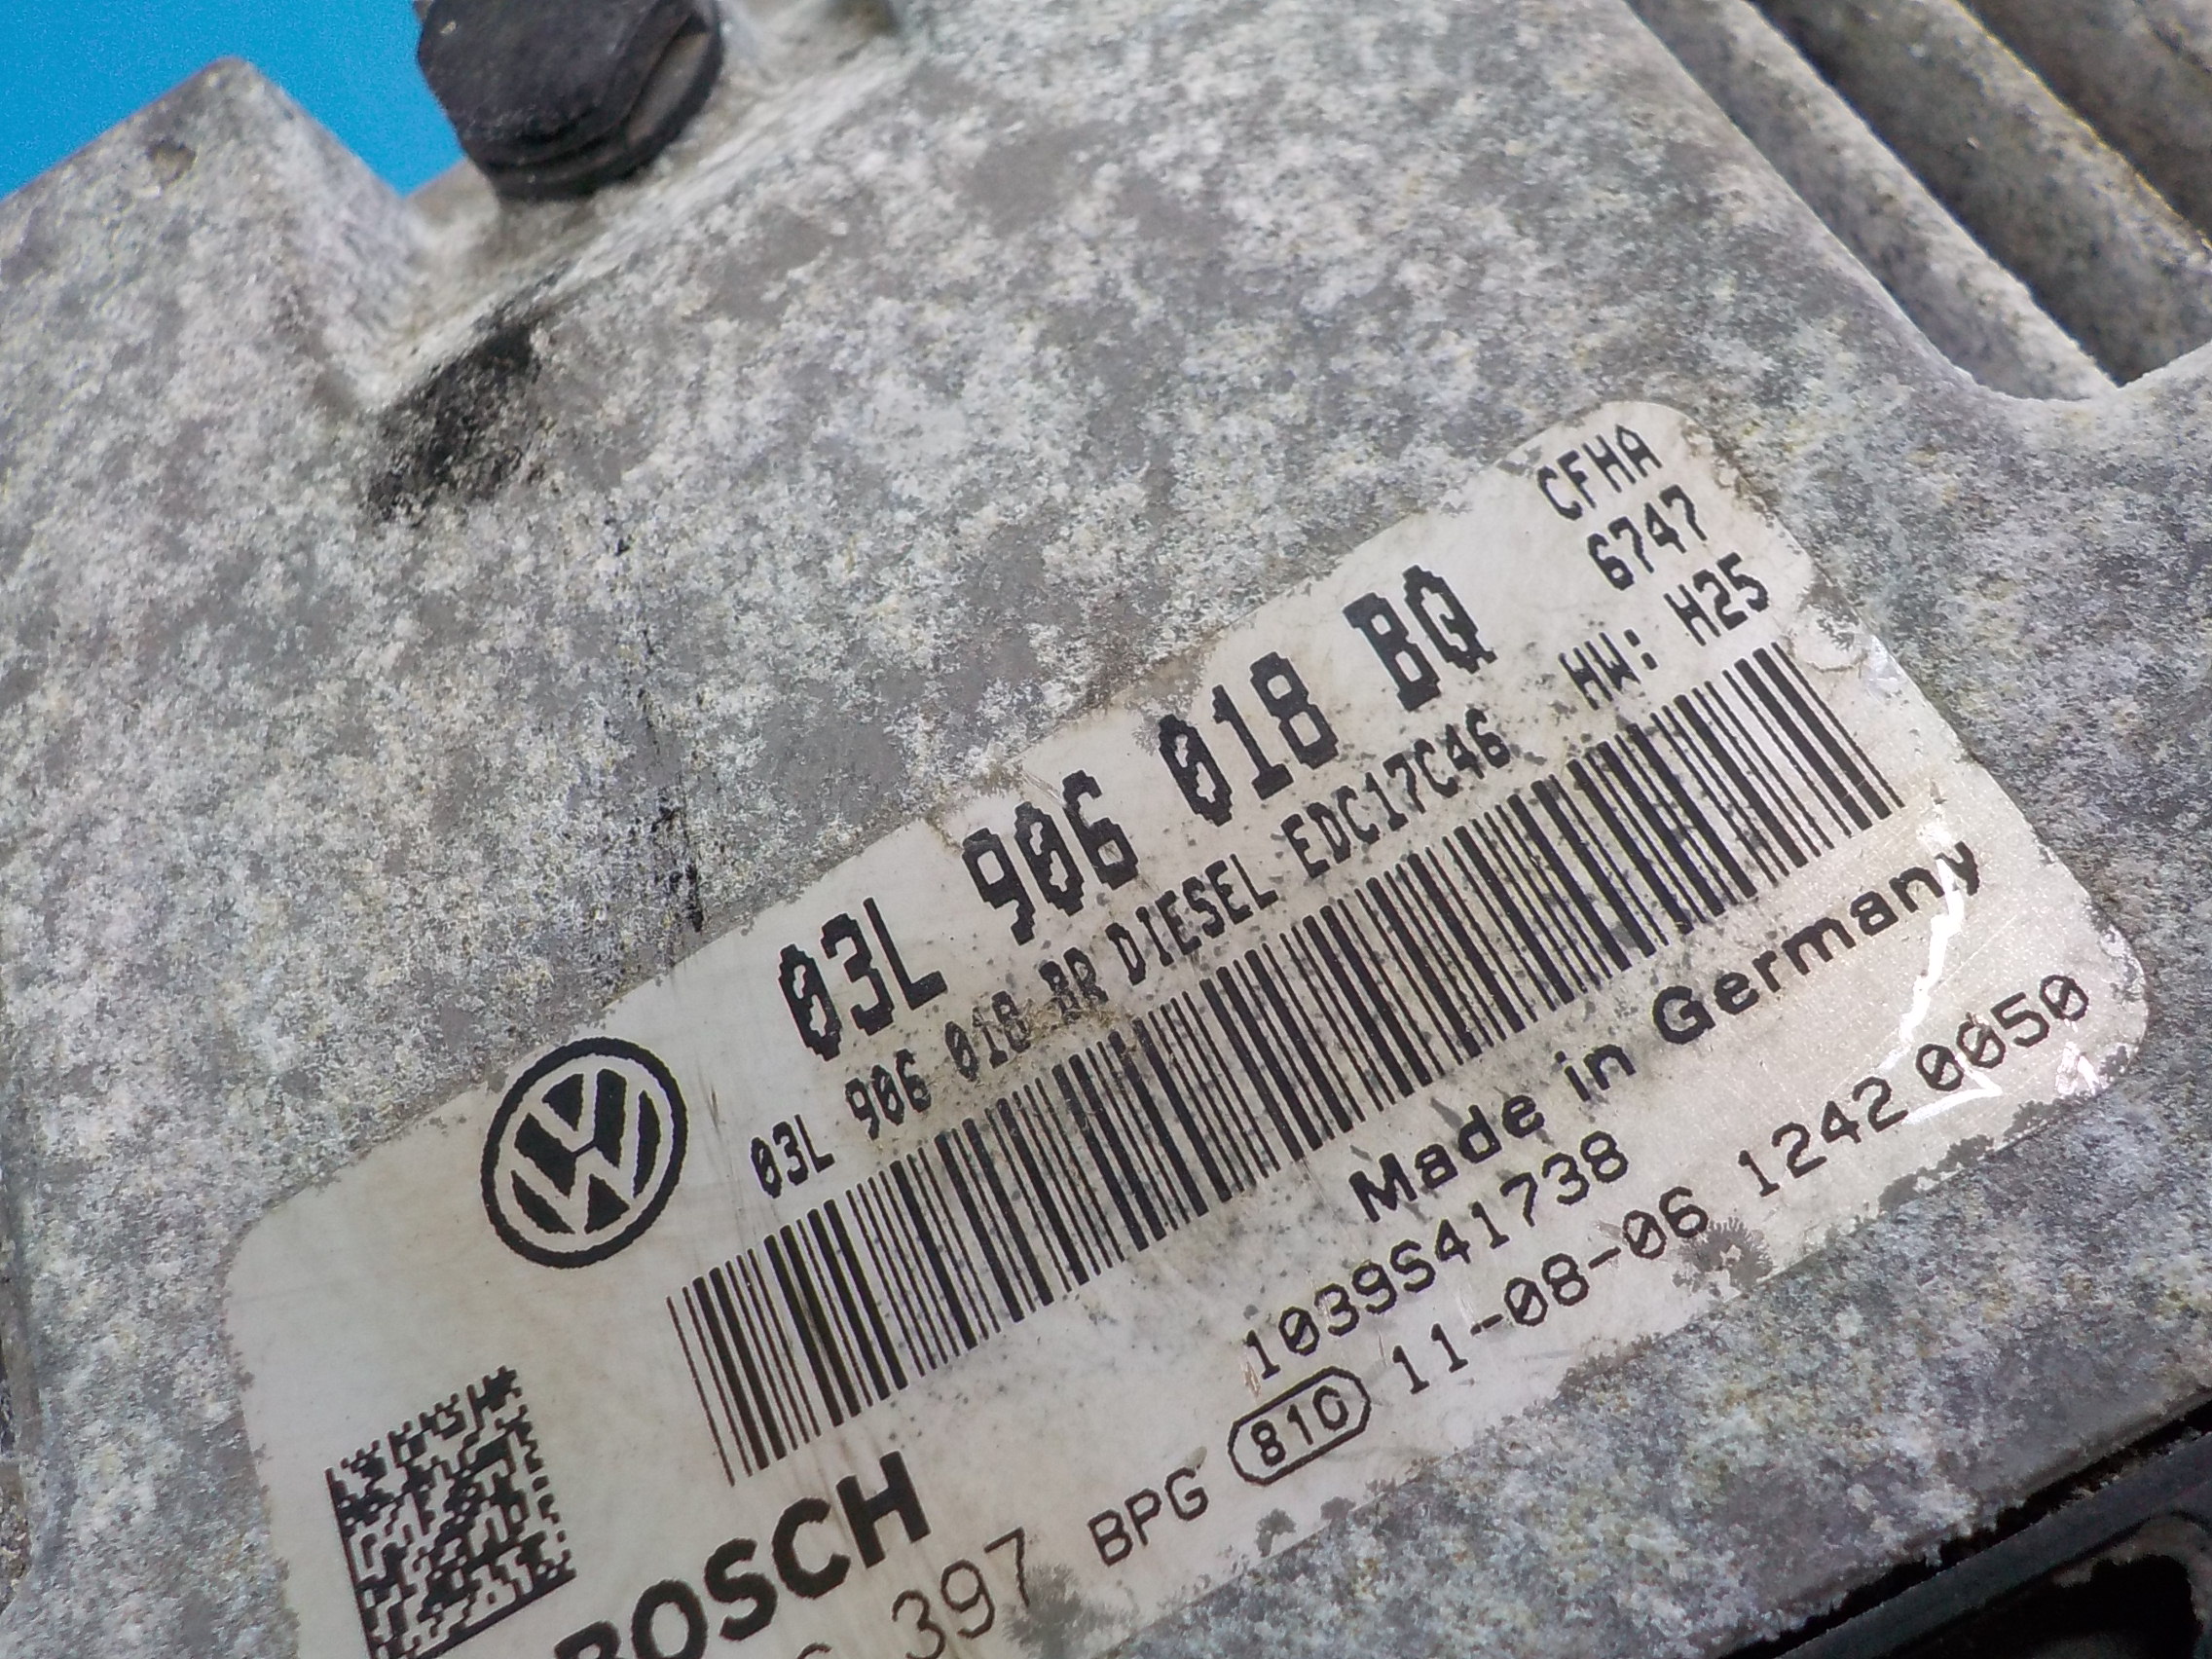 CFHA
6747
HW: H25
03L 906 018 BQ
03L 906 018 BR DIESEL EDC17C46
Made in Germany
1039S41738
BOSCH
397 BPG 810 11-08-06 1242 0050